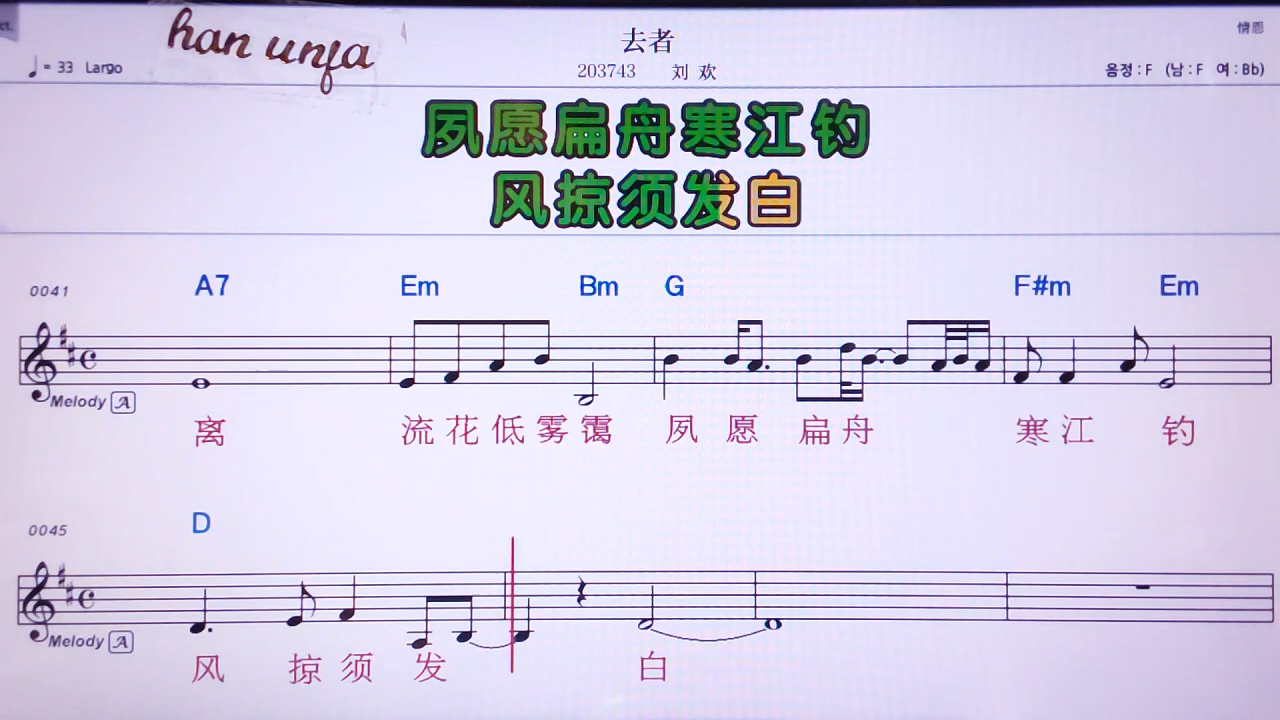 han unfa
去者
情恩
♩= 33 Largo
203743 刘 欢
음정 : F (남 : F 여 : Bb)
夙愿扁舟寒江钓
风掠须发白
0041 A7 Em Bm G F#m Em
Melody A
离 流 花 低 雾 霭 夙 愿 扁 舟 寒 江 钓
0045 D
Melody A
风 掠 须 发 白